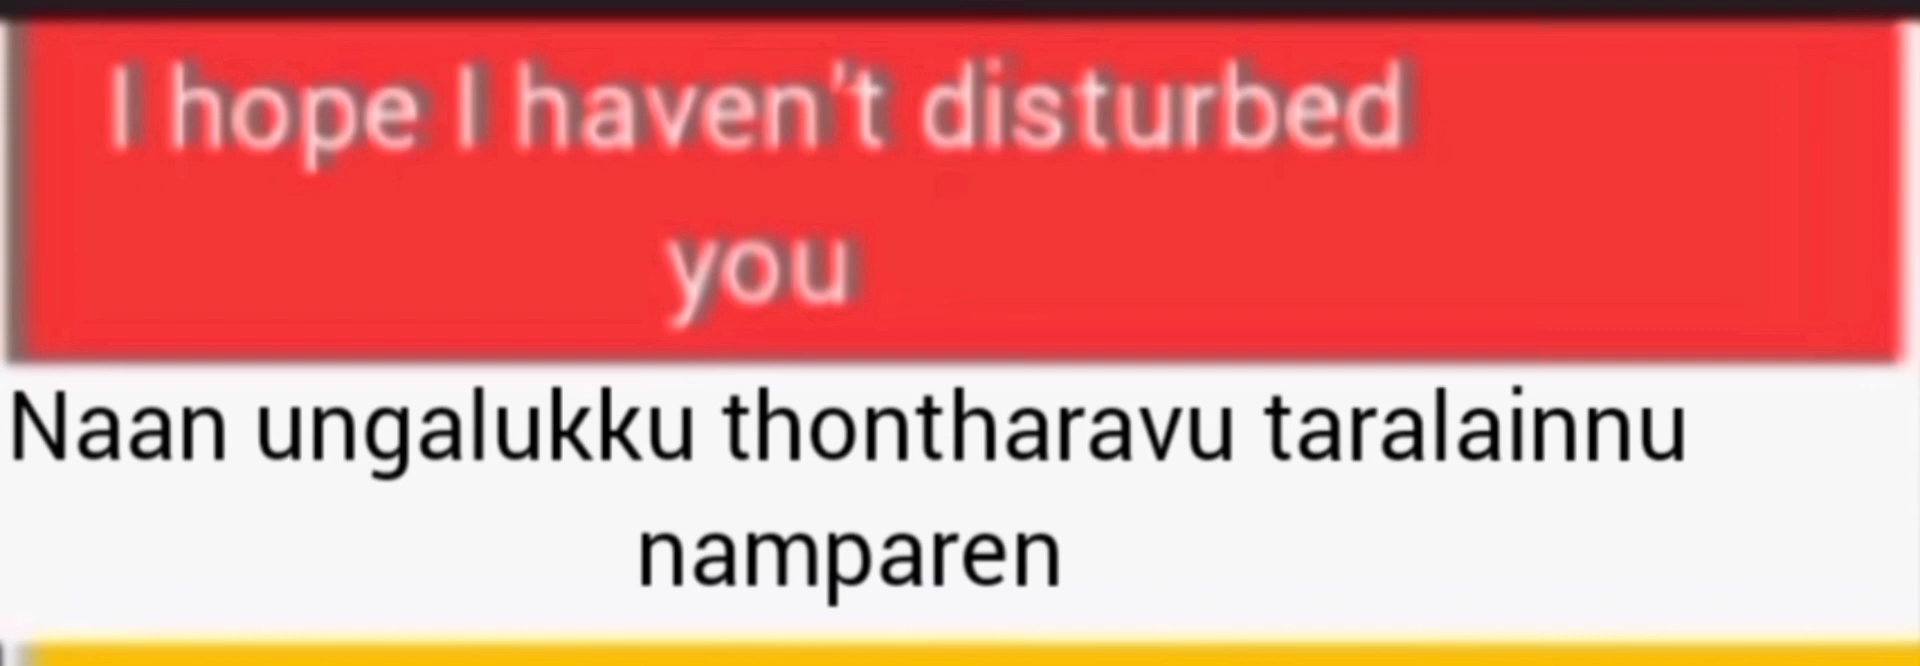 I hope I haven't disturbed
you
Naan ungalukku thontharavu taralainnu
namparen